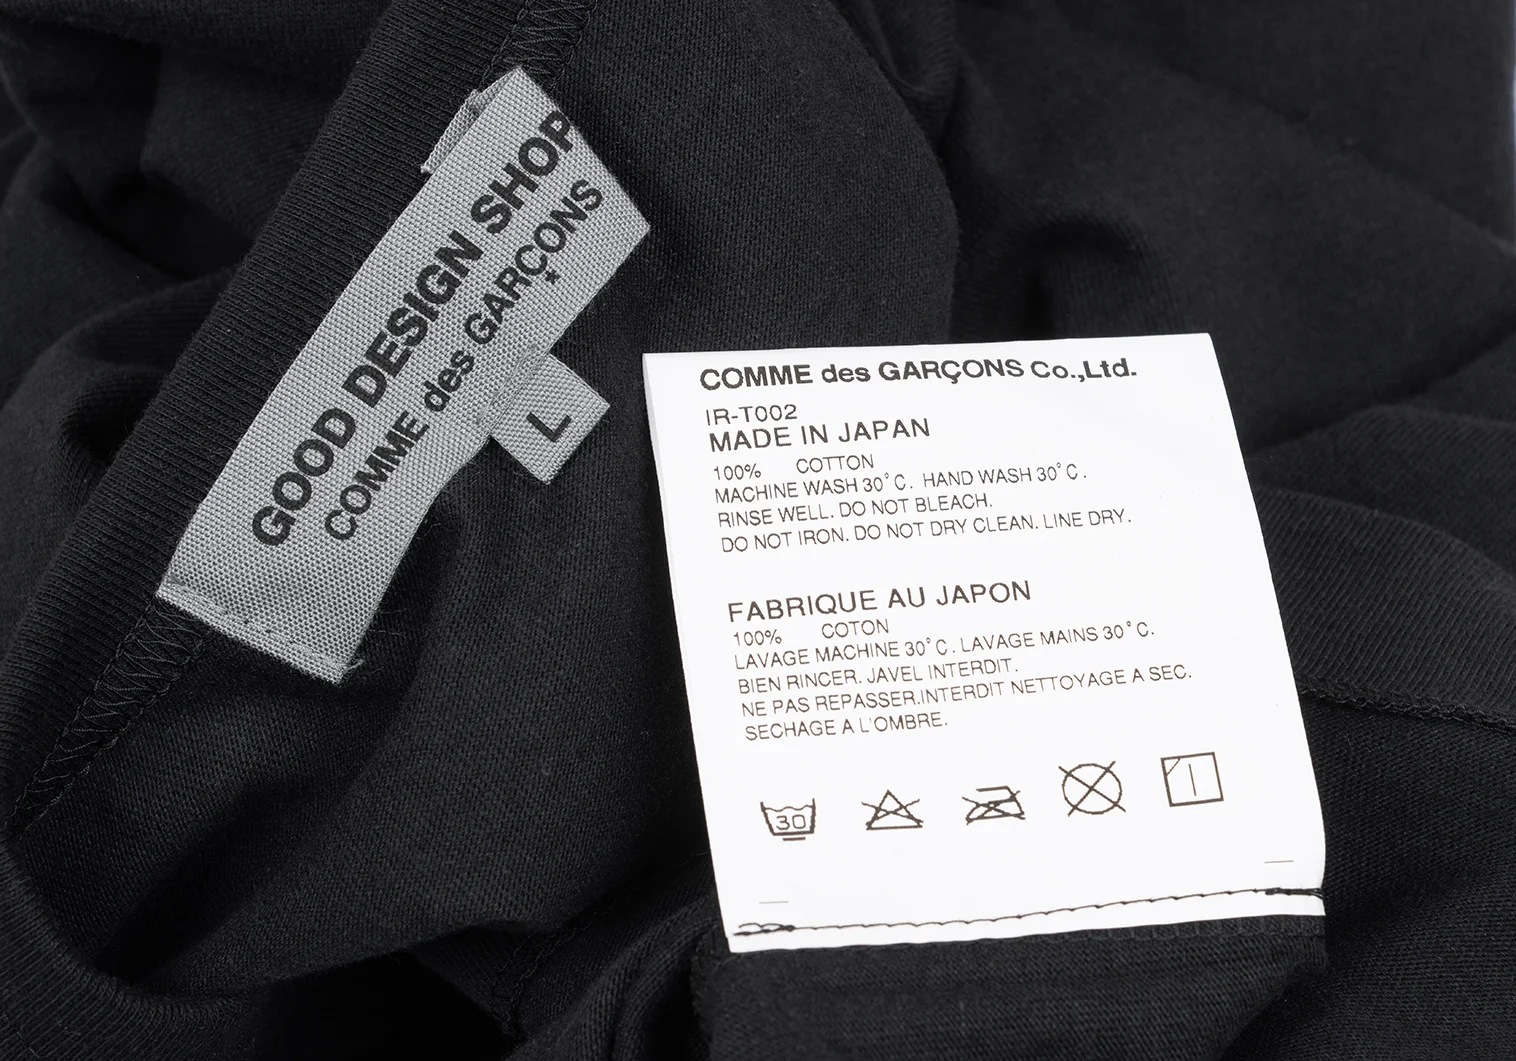 GOOD DESIGN SHOP
COMME des GARÇONS
L
COMME des GARÇONS Co.,Ltd.
IR-T002
MADE IN JAPAN
100% COTTON
MACHINE WASH 30°C. HAND WASH 30°C.
RINSE WELL. DO NOT BLEACH.
DO NOT IRON. DO NOT DRY CLEAN. LINE DRY.
FABRIQUE AU JAPON
100% COTON
LAVAGE MACHINE 30°C. LAVAGE MAINS 30°C.
BIEN RINCER. JAVEL INTERDIT.
NE PAS REPASSER.INTERDIT NETTOYAGE A SEC.
SECHAGE A L'OMBRE.
30